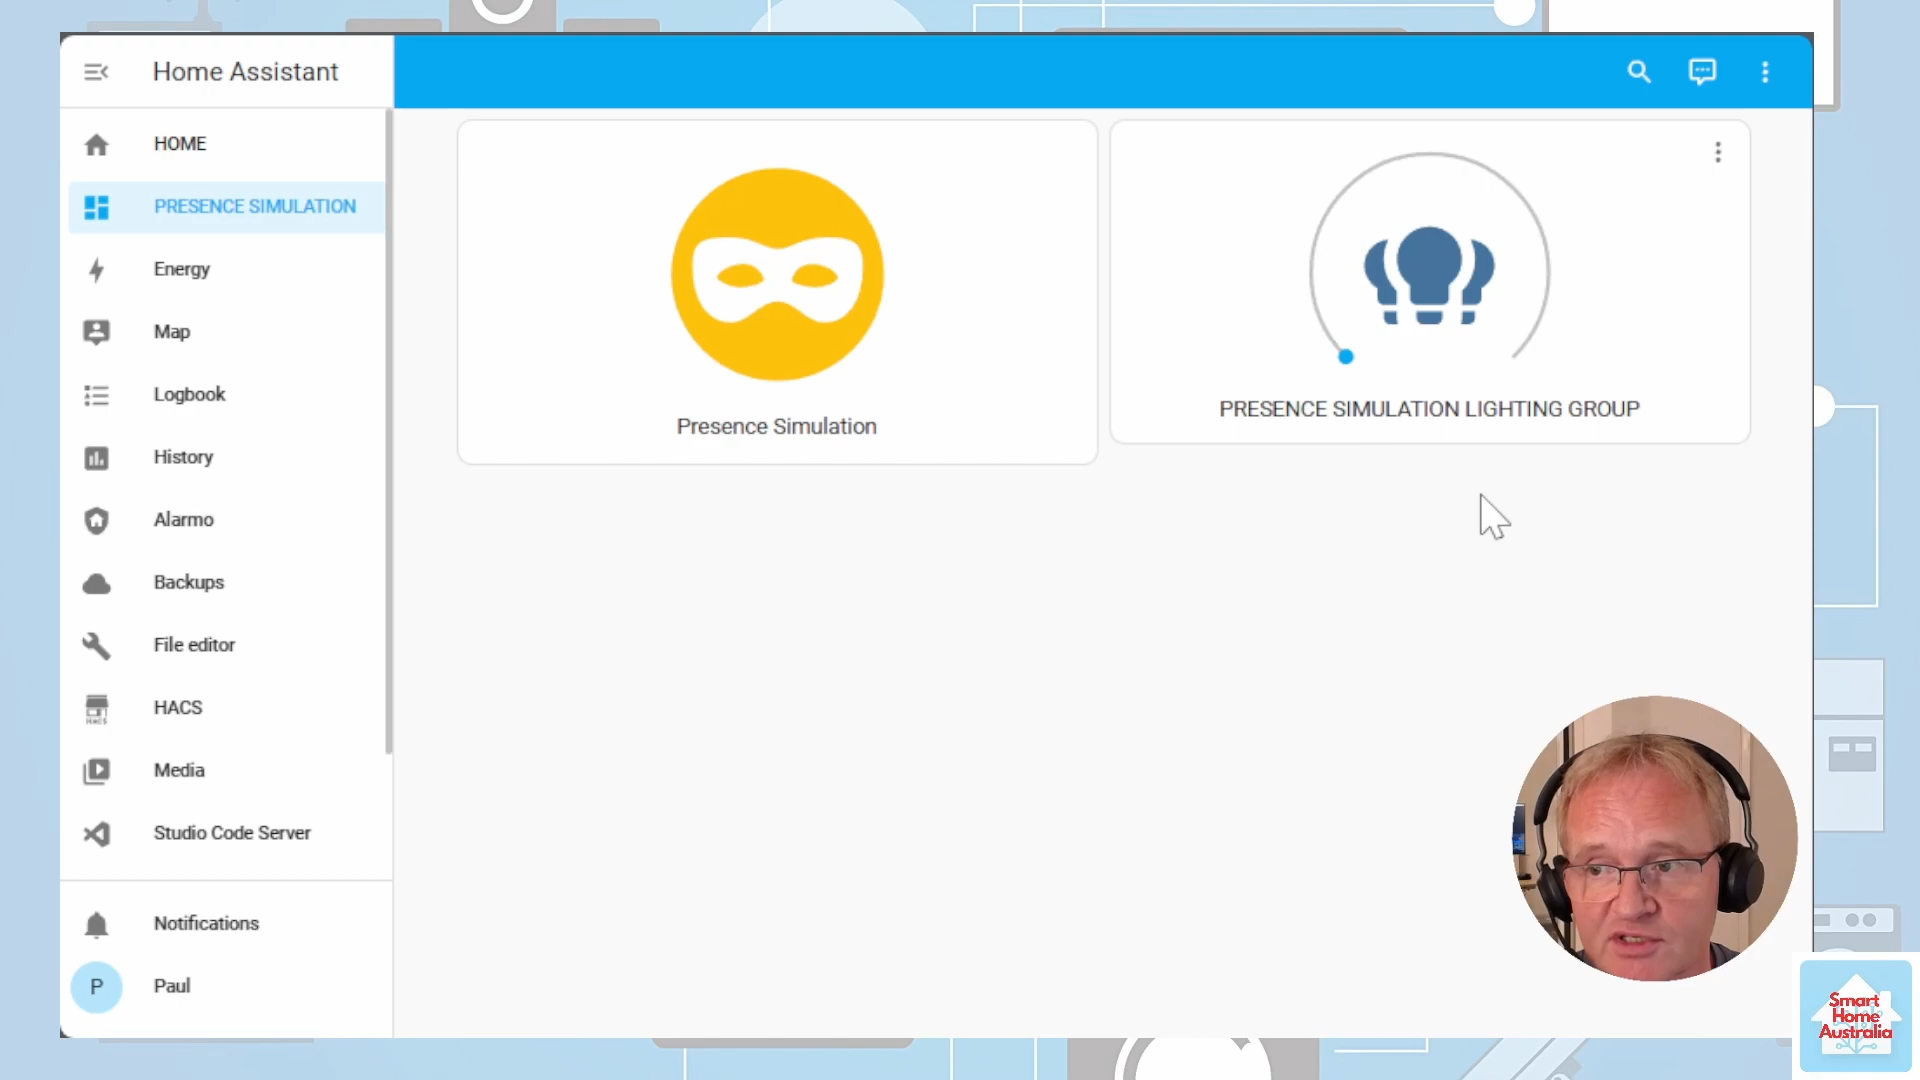 Home Assistant
HOME
PRESENCE SIMULATION
Energy
Map
Logbook
History
Alarmo
Backups
File editor
HACS
HACS
Media
Studio Code Server
Notifications
P
Paul
Presence Simulation
PRESENCE SIMULATION LIGHTING GROUP
Smart
Home
Australia